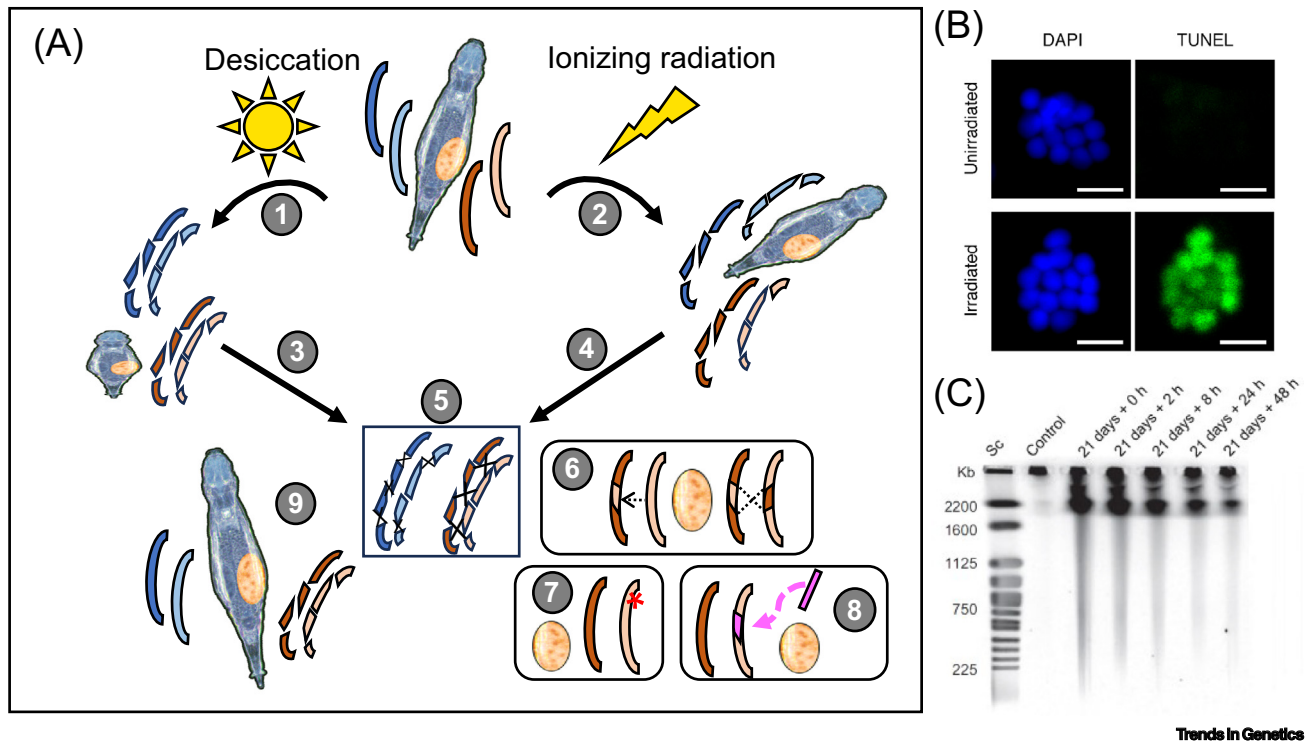 (A)
Desiccation
Ionizing radiation
1
2
3
4
5
6
7
8
9
*
(B)
DAPI
TUNEL
Unirradiated
Irradiated
(C)
Sc
Control
21 days + 0 h
21 days + 2 h
21 days + 8 h
21 days + 24 h
21 days + 48 h
Kb
2200
1600
1125
750
225
Trends in Genetics